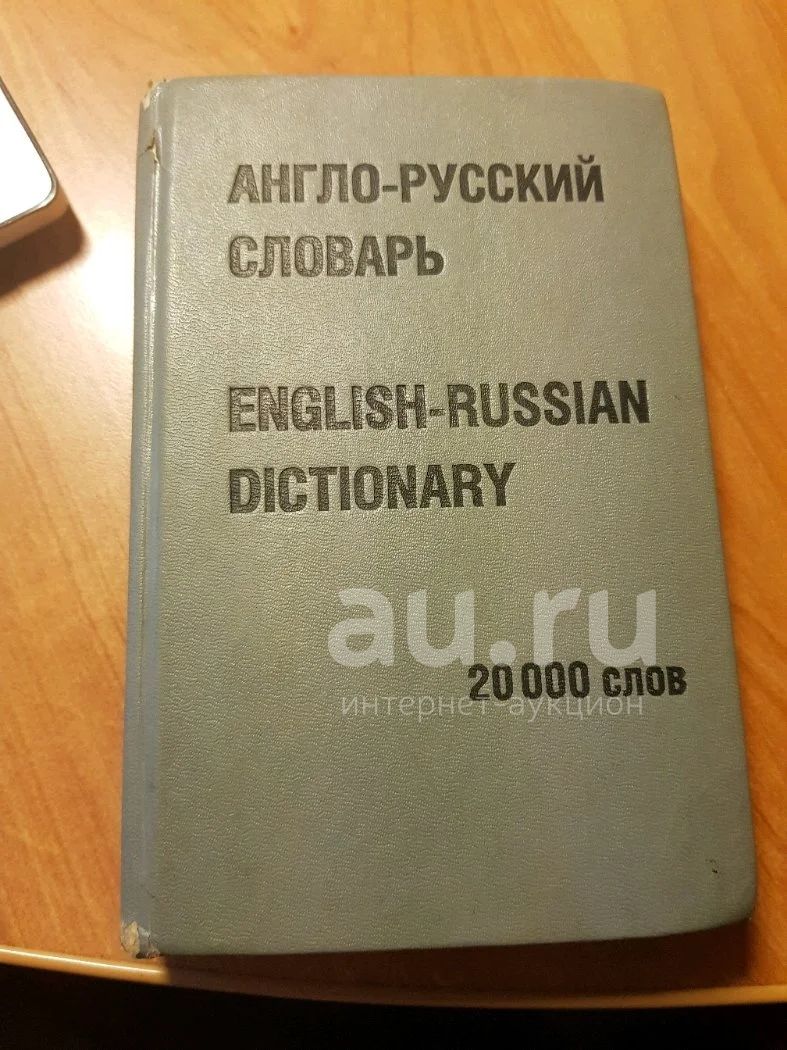 АНГЛО-РУССКИЙ
СЛОВАРЬ
ENGLISH-RUSSIAN
DICTIONARY
au.ru
20 000 слов
интернет-аукцион